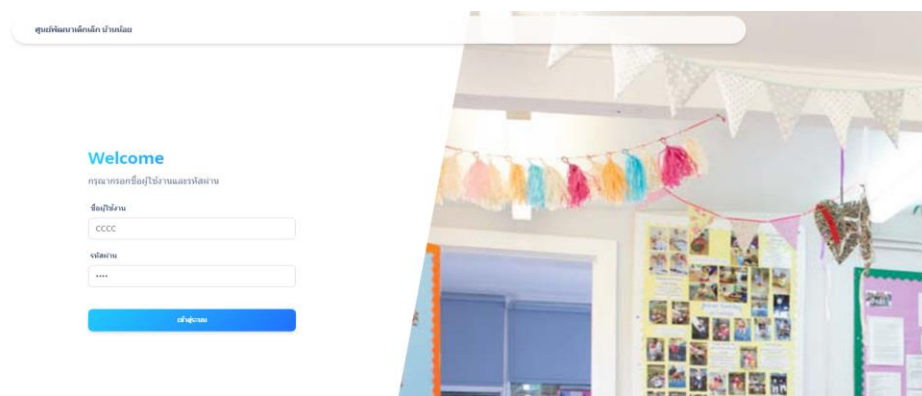 ศูนย์พัฒนาเด็กเล็ก บ้านน้อย
Welcome
กรุณากรอกชื่อผู้ใช้งานและรหัสผ่าน
ชื่อผู้ใช้งาน
cccc
รหัสผ่าน
••••
เข้าสู่ระบบ